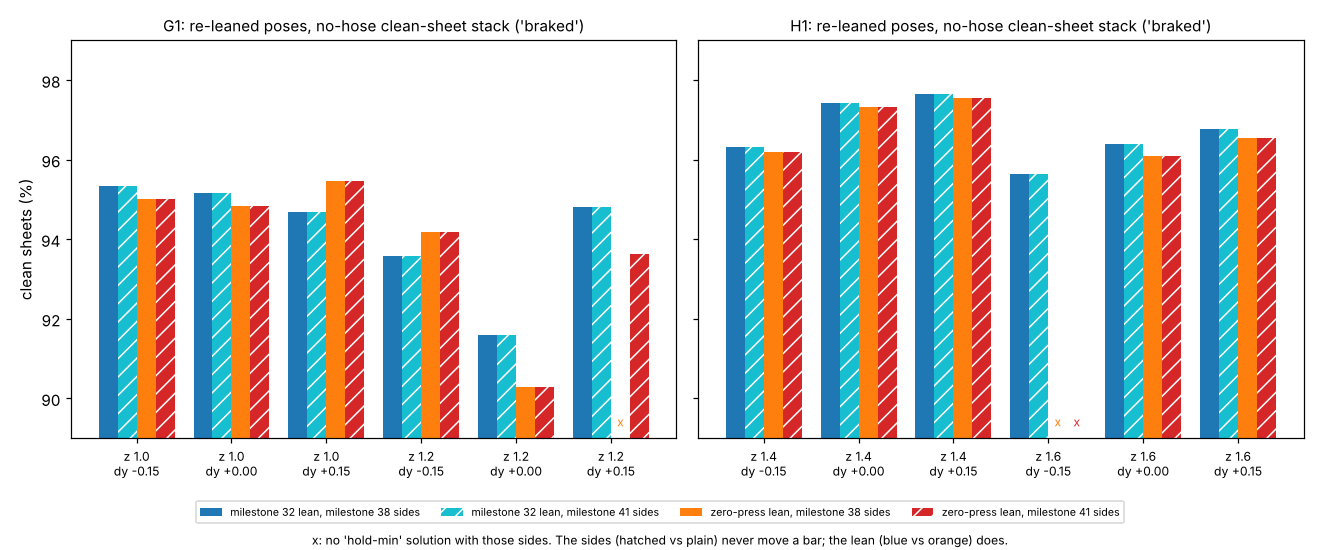 G1: re-leaned poses, no-hose clean-sheet stack ('braked')
H1: re-leaned poses, no-hose clean-sheet stack ('braked')
clean sheets (%)
98
96
94
92
90
x
x
x
z 1.0
dy -0.15
z 1.0
dy +0.00
z 1.0
dy +0.15
z 1.2
dy -0.15
z 1.2
dy +0.00
z 1.2
dy +0.15
z 1.4
dy -0.15
z 1.4
dy +0.00
z 1.4
dy +0.15
z 1.6
dy -0.15
z 1.6
dy +0.00
z 1.6
dy +0.15
milestone 32 lean, milestone 38 sides
milestone 32 lean, milestone 41 sides
zero-press lean, milestone 38 sides
zero-press lean, milestone 41 sides
x: no 'hold-min' solution with those sides. The sides (hatched vs plain) never move a bar; the lean (blue vs orange) does.